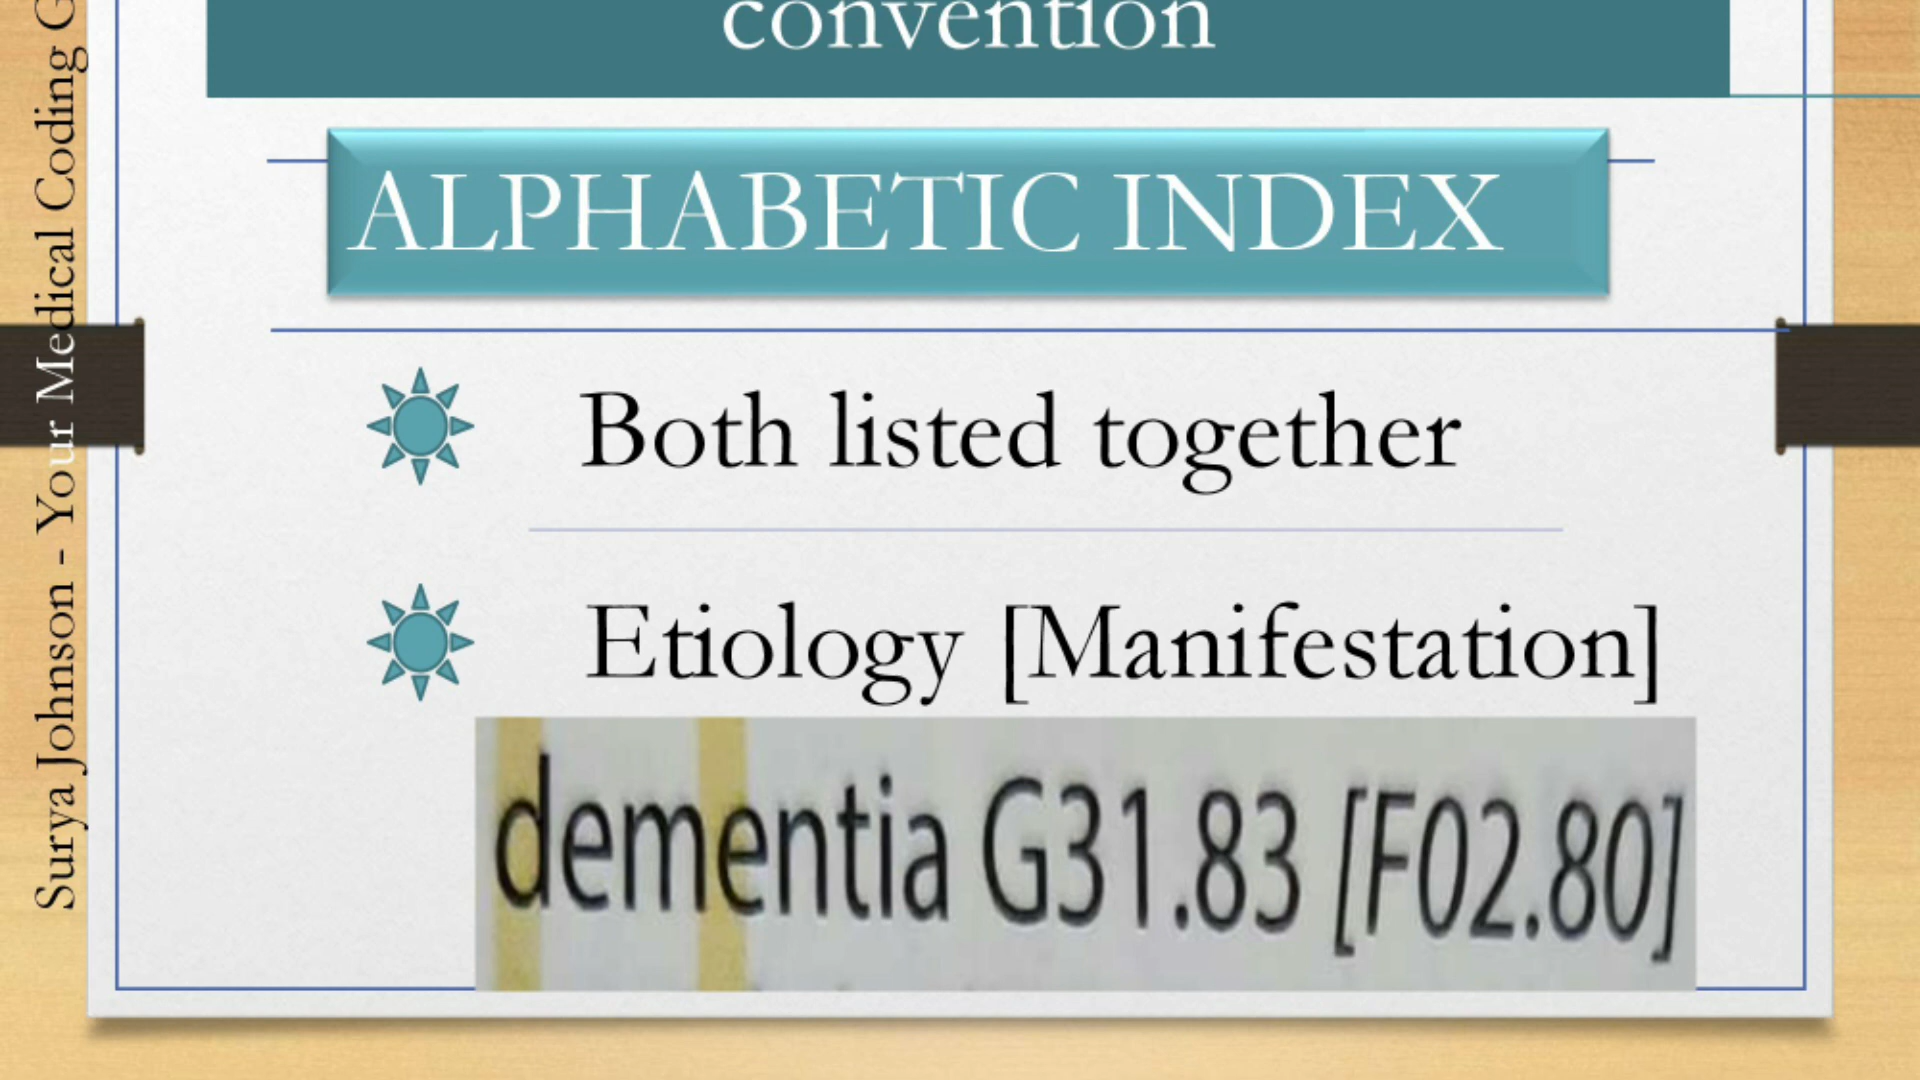 convention
ALPHABETIC INDEX
Both listed together
Etiology [Manifestation]
dementia G31.83 [F02.80]
Surya Johnson - Your Medical Coding G